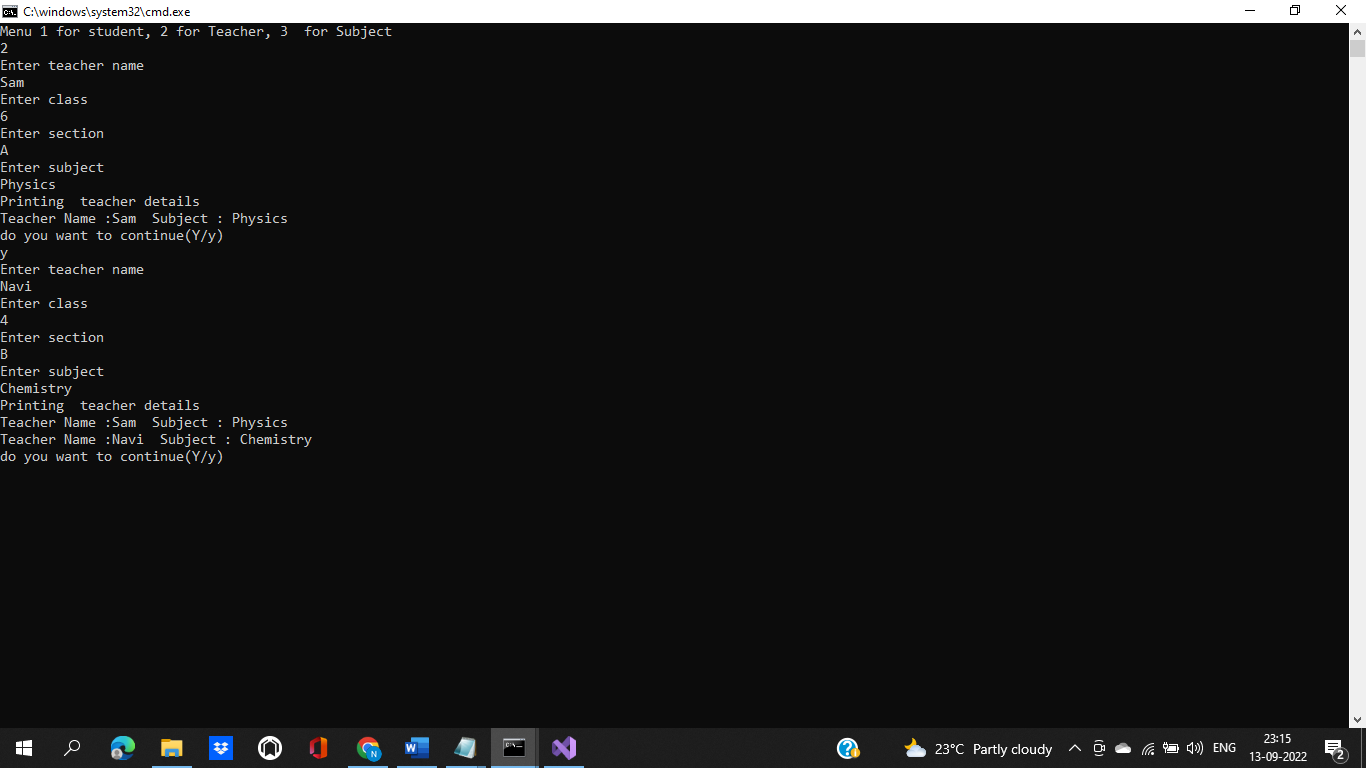 C:\windows\system32\cmd.exe
Menu 1 for student, 2 for Teacher, 3  for Subject
2
Enter teacher name
Sam
Enter class
6
Enter section
A
Enter subject
Physics
Printing  teacher details
Teacher Name :Sam  Subject : Physics
do you want to continue(Y/y)
y
Enter teacher name
Navi
Enter class
4
Enter section
B
Enter subject
Chemistry
Printing  teacher details
Teacher Name :Sam  Subject : Physics
Teacher Name :Navi  Subject : Chemistry
do you want to continue(Y/y)
23°C  Partly cloudy
ENG
23:15
13-09-2022
2